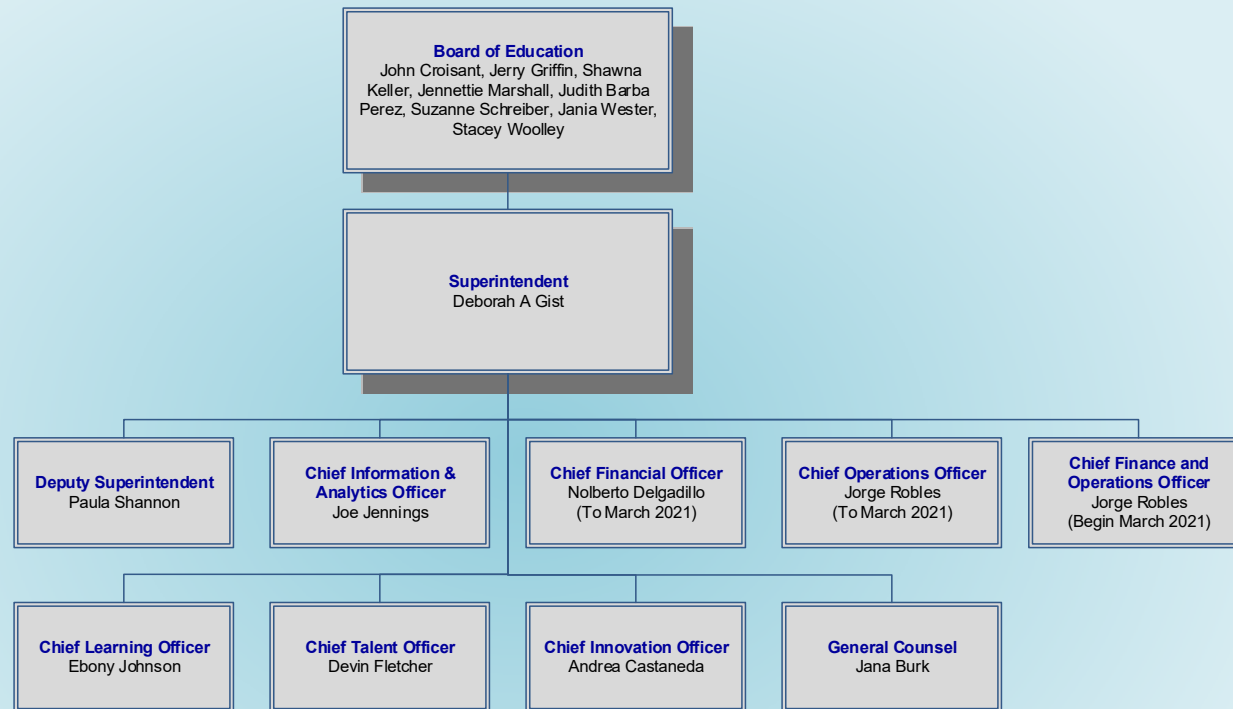 Board of Education
John Croisant, Jerry Griffin, Shawna
Keller, Jennettie Marshall, Judith Barba
Perez, Suzanne Schreiber, Jania Wester,
Stacey Woolley
Superintendent
Deborah A Gist
Deputy Superintendent
Paula Shannon
Chief Information &
Analytics Officer
Joe Jennings
Chief Financial Officer
Nolberto Delgadillo
(To March 2021)
Chief Operations Officer
Jorge Robles
(To March 2021)
Chief Finance and
Operations Officer
Jorge Robles
(Begin March 2021)
Chief Learning Officer
Ebony Johnson
Chief Talent Officer
Devin Fletcher
Chief Innovation Officer
Andrea Castaneda
General Counsel
Jana Burk